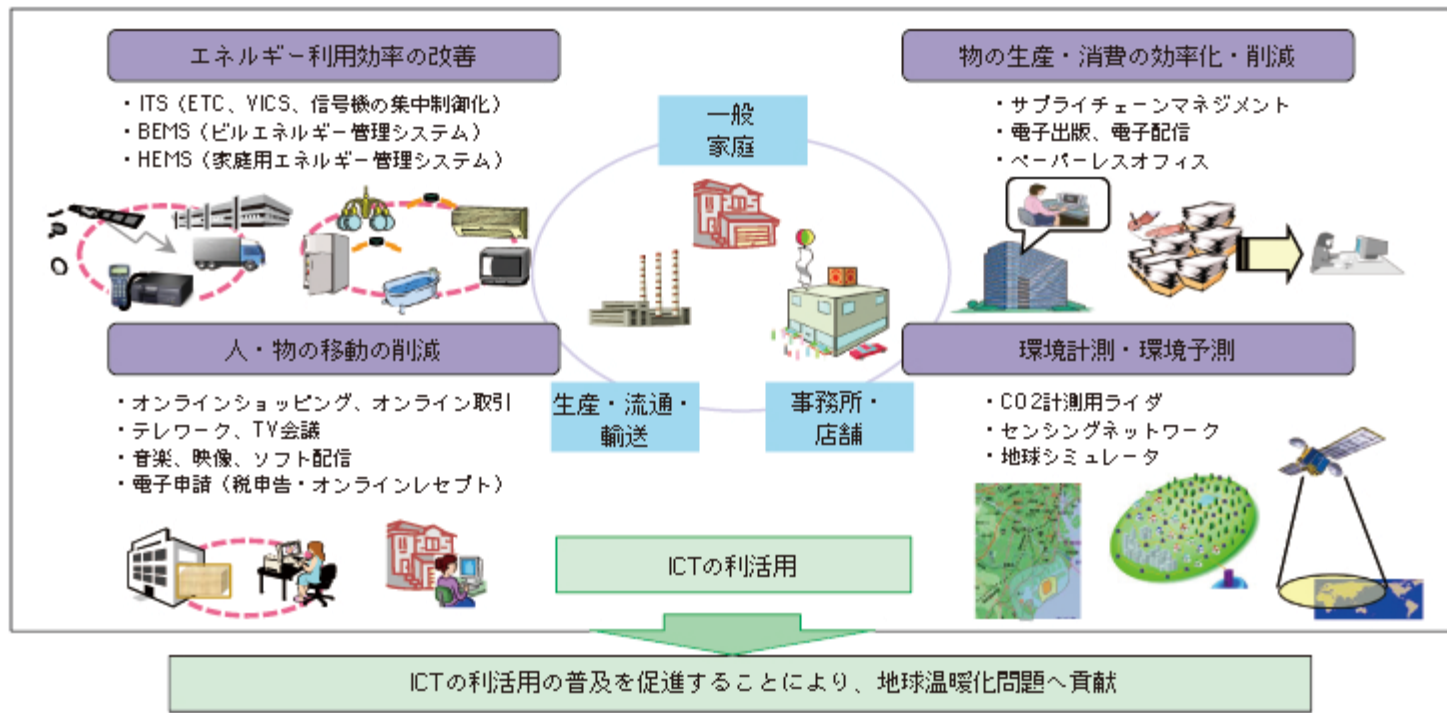 エネルギー利用効率の改善
・ITS（ETC、VICS、信号機の集中制御化）
・BEMS（ビルエネルギー管理システム）
・HEMS（家庭用エネルギー管理システム）
物の生産・消費の効率化・削減
・サプライチェーンマネジメント
・電子出版、電子配信
・ペーパーレスオフィス
一般
家庭
人・物の移動の削減
・オンラインショッピング、オンライン取引
・テレワーク、TV会議
・音楽、映像、ソフト配信
・電子申請（税申告・オンラインレセプト）
生産・流通・
輸送
事務所・
店舗
環境計測・環境予測
・CO2計測用ライダ
・センシングネットワーク
・地球シミュレータ
ICTの利活用
ICTの利活用の普及を促進することにより、地球温暖化問題へ貢献